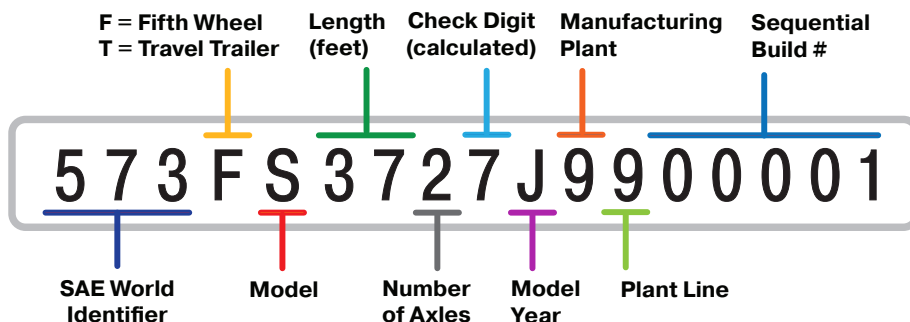 F = Fifth Wheel
T = Travel Trailer
Length
(feet)
Check Digit
(calculated)
Manufacturing
Plant
Sequential
Build #
573FS3727J9900001
SAE World
Identifier
Model
Number
of Axles
Model
Year
Plant Line